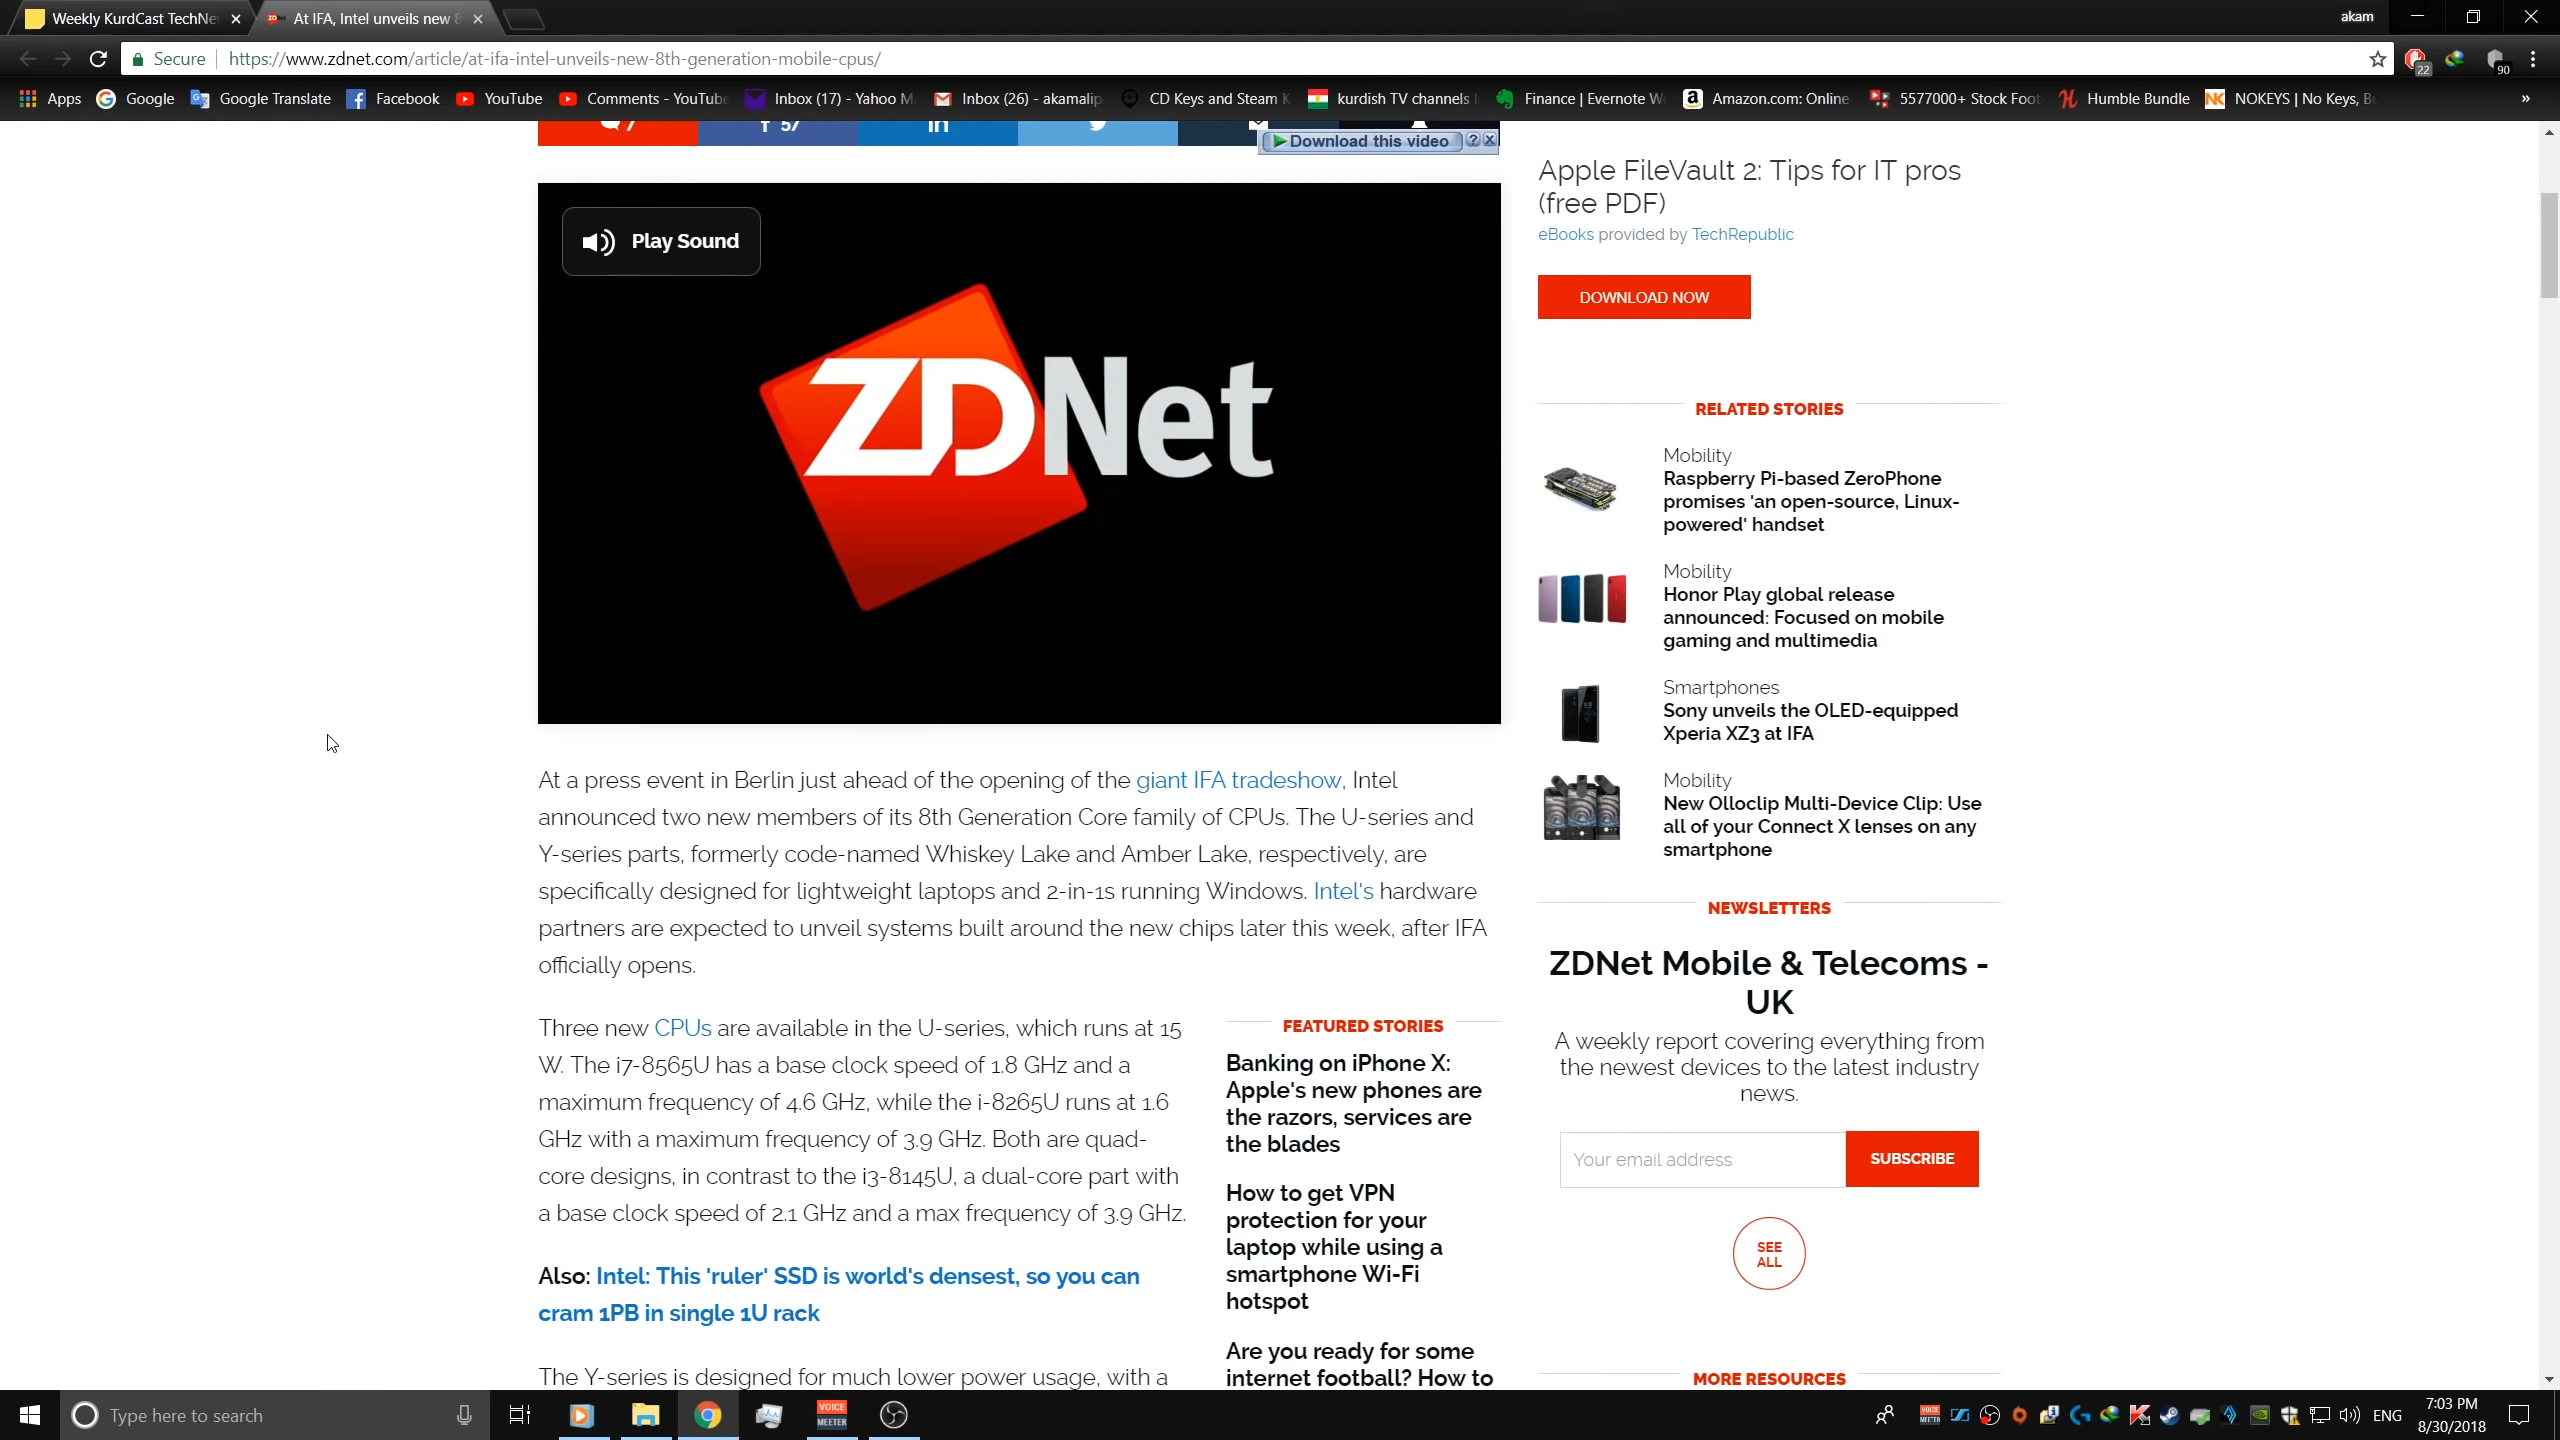 Weekly KurdCast TechNe
At IFA, Intel unveils new 8
akam
Secure
https://www.zdnet.com/article/at-ifa-intel-unveils-new-8th-generation-mobile-cpus/
22
90
Apps
Google
Google Translate
Facebook
YouTube
Comments - YouTube
Inbox (17) - Yahoo M
Inbox (26) - akamalip
CD Keys and Steam K
kurdish TV channels
Finance | Evernote W
Amazon.com: Online
5577000+ Stock Foot
Humble Bundle
NOKEYS | No Keys, B
»
7
57
in
Download this video
Play Sound
ZDNet
At a press event in Berlin just ahead of the opening of the giant IFA tradeshow, Intel
announced two new members of its 8th Generation Core family of CPUs. The U-series and
Y-series parts, formerly code-named Whiskey Lake and Amber Lake, respectively, are
specifically designed for lightweight laptops and 2-in-1s running Windows. Intel's hardware
partners are expected to unveil systems built around the new chips later this week, after IFA
officially opens.
Three new CPUs are available in the U-series, which runs at 15
W. The i7-8565U has a base clock speed of 1.8 GHz and a
maximum frequency of 4.6 GHz, while the i-8265U runs at 1.6
GHz with a maximum frequency of 3.9 GHz. Both are quad-
core designs, in contrast to the i3-8145U, a dual-core part with
a base clock speed of 2.1 GHz and a max frequency of 3.9 GHz.
Also: Intel: This 'ruler' SSD is world's densest, so you can
cram 1PB in single 1U rack
The Y-series is designed for much lower power usage, with a
FEATURED STORIES
Banking on iPhone X:
Apple's new phones are
the razors, services are
the blades
How to get VPN
protection for your
laptop while using a
smartphone Wi-Fi
hotspot
Are you ready for some
internet football? How to
Apple FileVault 2: Tips for IT pros
(free PDF)
eBooks provided by TechRepublic
DOWNLOAD NOW
RELATED STORIES
Mobility
Raspberry Pi-based ZeroPhone
promises 'an open-source, Linux-
powered' handset
Mobility
Honor Play global release
announced: Focused on mobile
gaming and multimedia
Smartphones
Sony unveils the OLED-equipped
Xperia XZ3 at IFA
Mobility
New Olloclip Multi-Device Clip: Use
all of your Connect X lenses on any
smartphone
NEWSLETTERS
ZDNet Mobile & Telecoms -
UK
A weekly report covering everything from
the newest devices to the latest industry
news.
Your email address
SUBSCRIBE
SEE
ALL
MORE RESOURCES
Type here to search
VOICE
MEETER
ENG
7:03 PM
8/30/2018